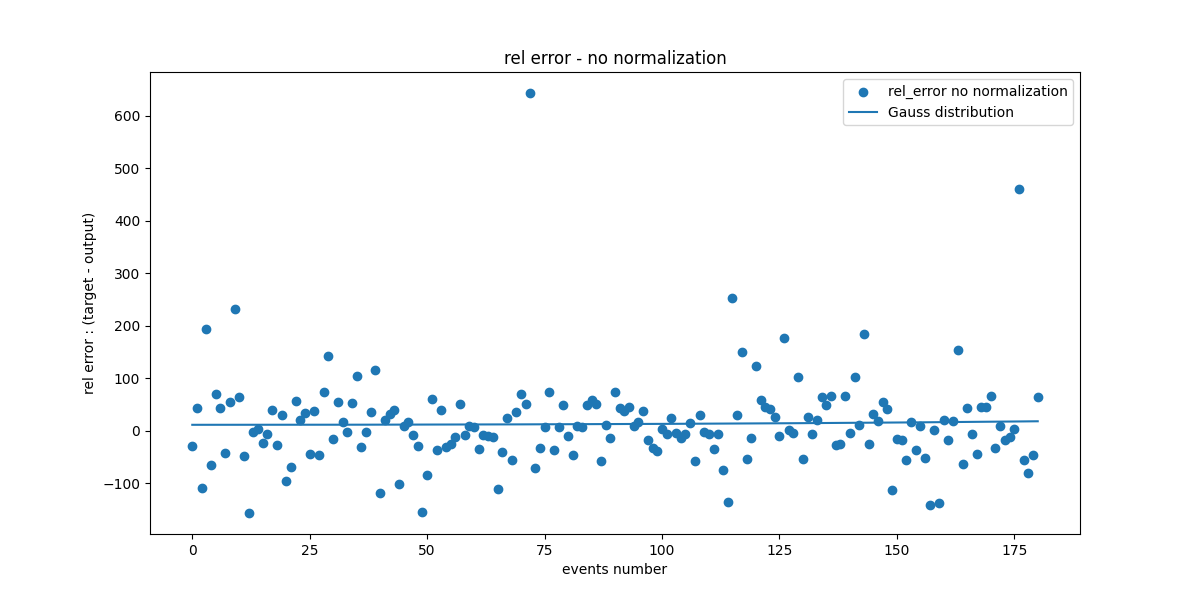 rel error - no normalization
rel_error no normalization
Gauss distribution
rel error : (target - output)
600
500
400
300
200
100
0
−100
0 25 50 75 100 125 150 175
events number